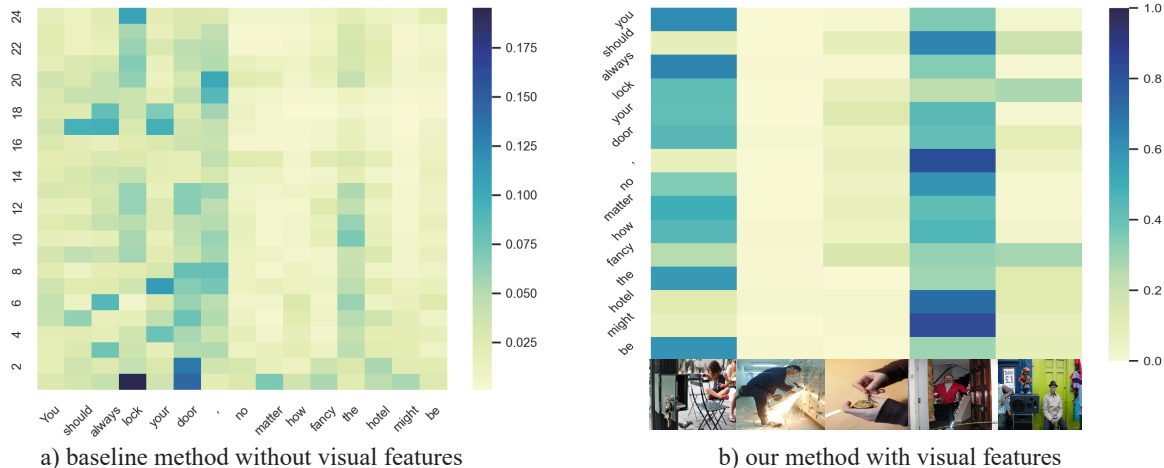 24
22
20
18
16
14
12
10
8
6
4
2
You should always lock your door , no matter how fancy the hotel might be
0.175
0.150
0.125
0.100
0.075
0.050
0.025
a) baseline method without visual features
you
should
always
lock
your
door
,
no
matter
how
fancy
the
hotel
might
be
1.0
0.8
0.6
0.4
0.2
0.0
b) our method with visual features